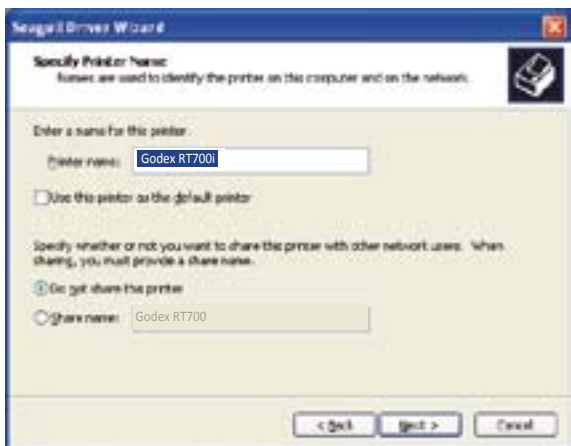 Seagull Driver Wizard
Specify Printer Name
Names are used to identify the printer on this computer and on the network.
Enter a name for this printer.
Printer name: Godex RT700i
Use this printer as the default printer
Specify whether or not you want to share this printer with other network users. When
sharing, you must provide a share name.
Do not share this printer
Share name: Godex RT700
< Back Next > Cancel